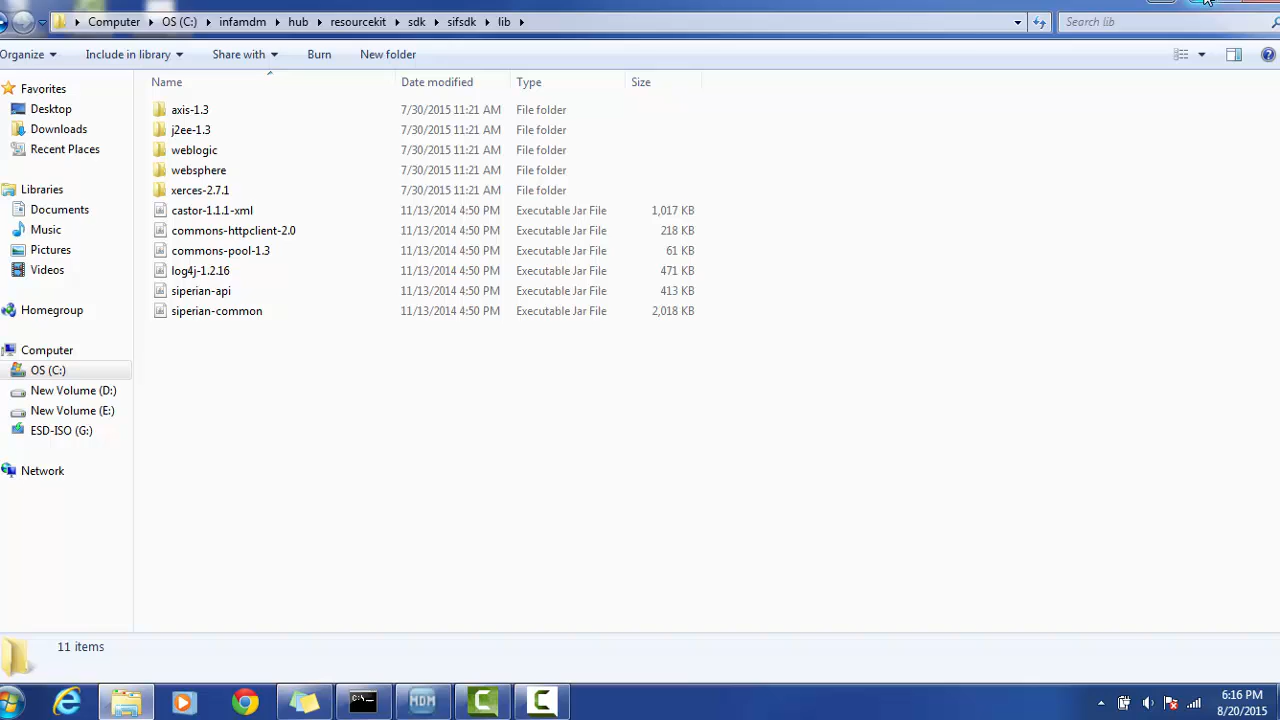 Computer OS (C:) infamdm hub resourcekit sdk sifsdk lib Search lib
Organize Include in library Share with Burn New folder
Name Date modified Type Size
Favorites
Desktop
Downloads
Recent Places
Libraries
Documents
Music
Pictures
Videos
Homegroup
Computer
OS (C:)
New Volume (D:)
New Volume (E:)
ESD-ISO (G:)
Network
axis-1.3 7/30/2015 11:21 AM File folder
j2ee-1.3 7/30/2015 11:21 AM File folder
weblogic 7/30/2015 11:21 AM File folder
websphere 7/30/2015 11:21 AM File folder
xerces-2.7.1 7/30/2015 11:21 AM File folder
castor-1.1.1-xml 11/13/2014 4:50 PM Executable Jar File 1,017 KB
commons-httpclient-2.0 11/13/2014 4:50 PM Executable Jar File 218 KB
commons-pool-1.3 11/13/2014 4:50 PM Executable Jar File 61 KB
log4j-1.2.16 11/13/2014 4:50 PM Executable Jar File 471 KB
siperian-api 11/13/2014 4:50 PM Executable Jar File 413 KB
siperian-common 11/13/2014 4:50 PM Executable Jar File 2,018 KB
11 items
C:\
MDM
6:16 PM
8/20/2015